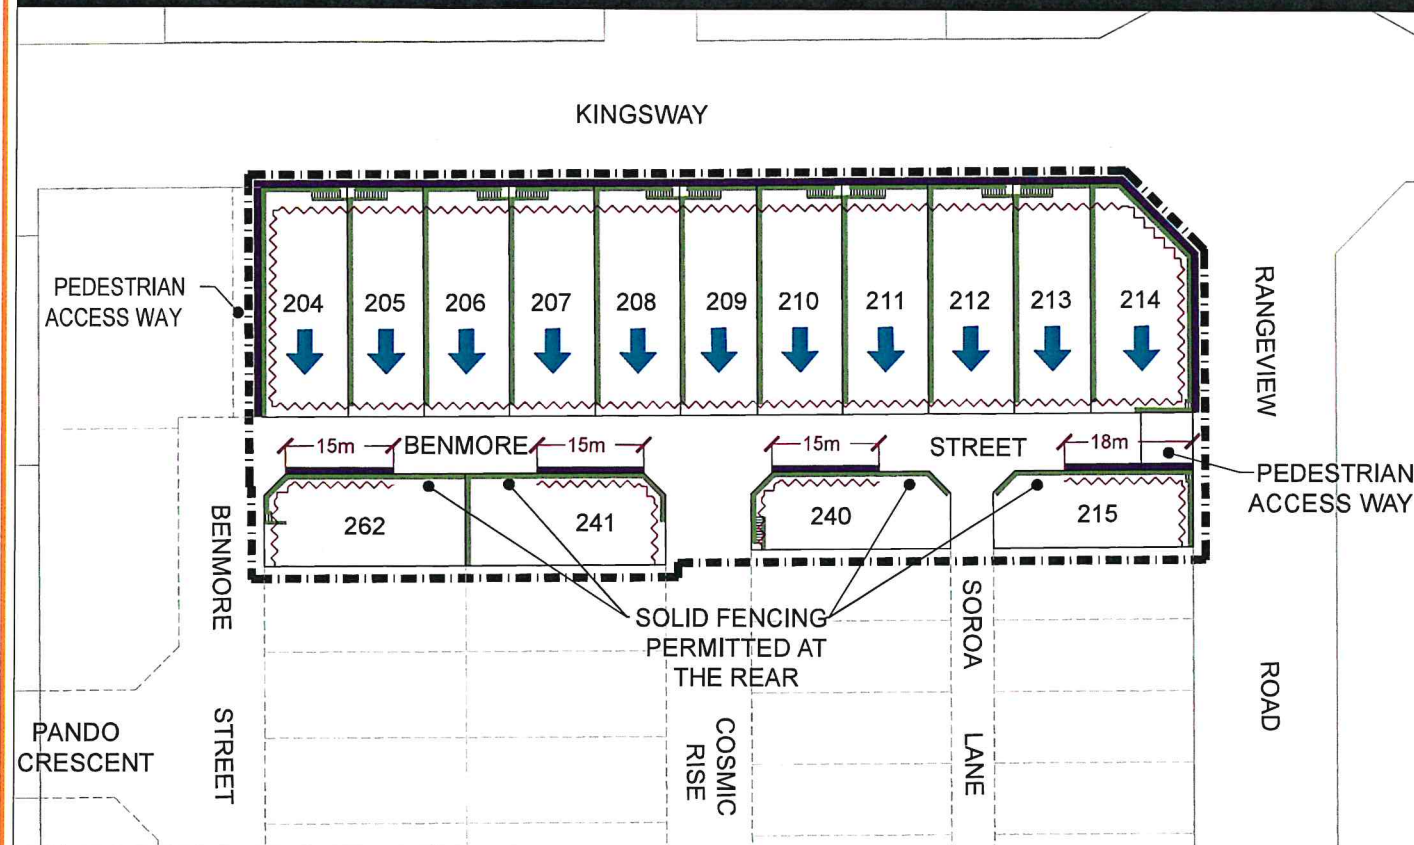 KINGSWAY
PEDESTRIAN
ACCESS WAY
204 205 206 207 208 209 210 211 212 213 214
RANGEVIEW
15m BENMORE 15m 15m STREET 18m
PEDESTRIAN
ACCESS WAY
262 241 240 215
BENMORE
SOLID FENCING
PERMITTED AT
THE REAR
SOROA
ROAD
PANDO
CRESCENT
STREET
COSMIC
RISE
LANE